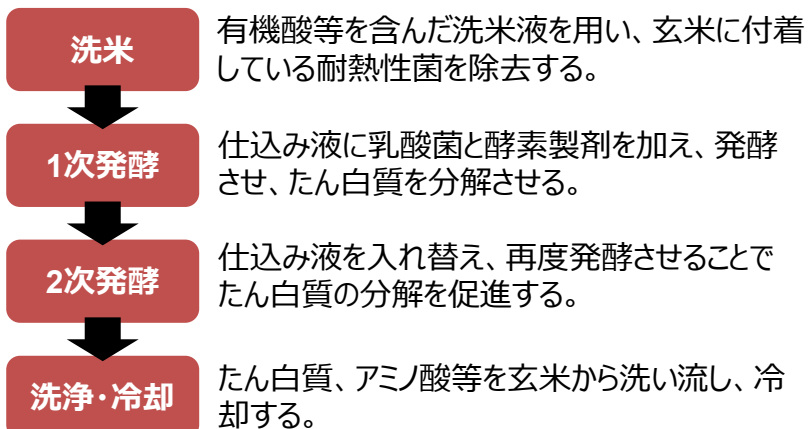 洗米
有機酸等を含んだ洗米液を用い、玄米に付着
している耐熱性菌を除去する。
1次発酵
仕込み液に乳酸菌と酵素製剤を加え、発酵
させ、たん白質を分解させる。
2次発酵
仕込み液を入れ替え、再度発酵させることで
たん白質の分解を促進する。
洗浄・冷却
たん白質、アミノ酸等を玄米から洗い流し、冷
却する。